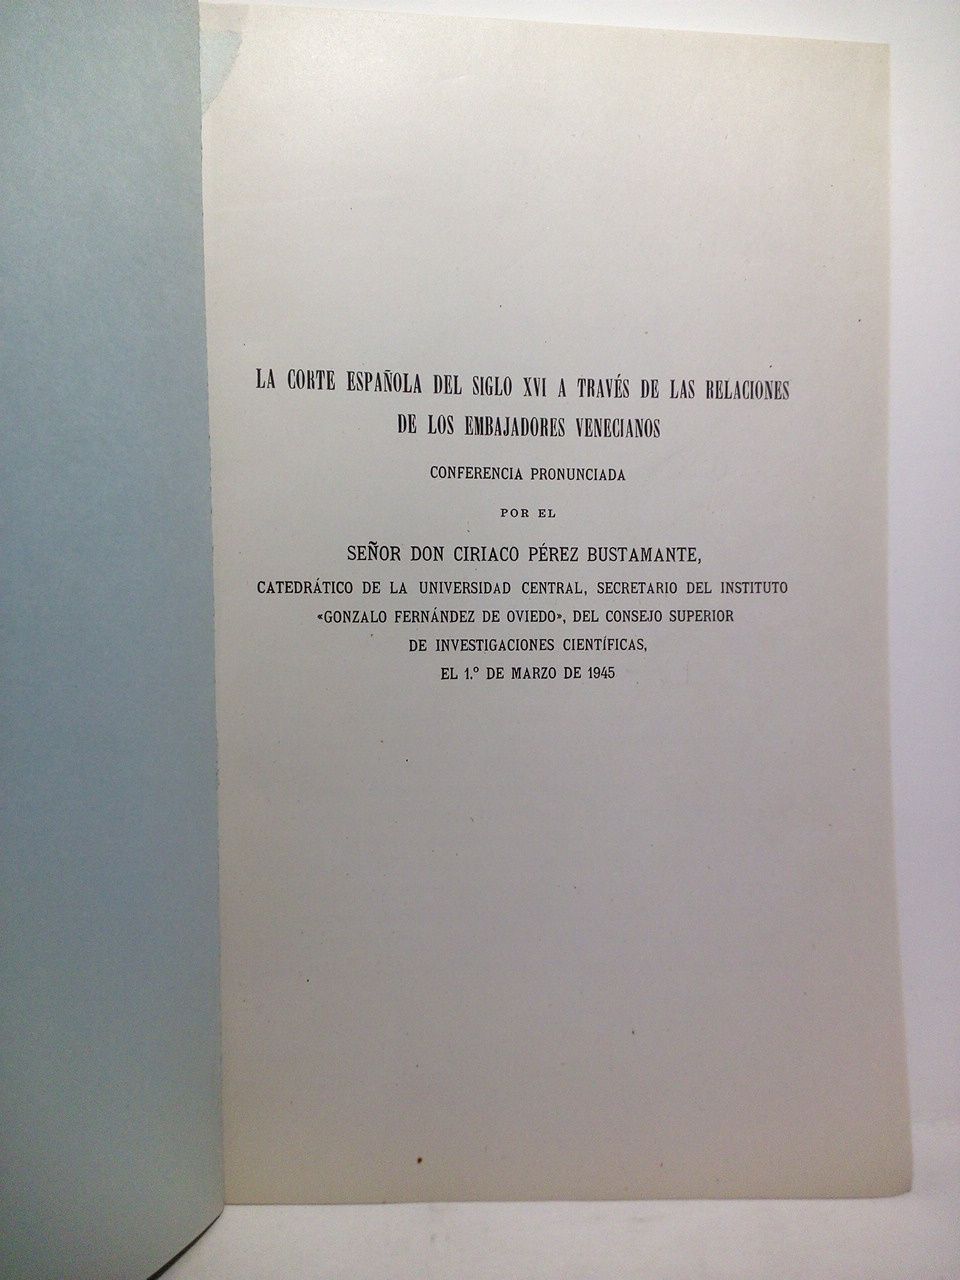 LA CORTE ESPAÑOLA DEL SIGLO XVI A TRAVÉS DE LAS RELACIONES
DE LOS EMBAJADORES VENECIANOS
CONFERENCIA PRONUNCIADA
POR EL
SEÑOR DON CIRIACO PÉREZ BUSTAMANTE,
CATEDRÁTICO DE LA UNIVERSIDAD CENTRAL, SECRETARIO DEL INSTITUTO
«GONZALO FERNÁNDEZ DE OVIEDO», DEL CONSEJO SUPERIOR
DE INVESTIGACIONES CIENTÍFICAS,
EL 1.º DE MARZO DE 1945